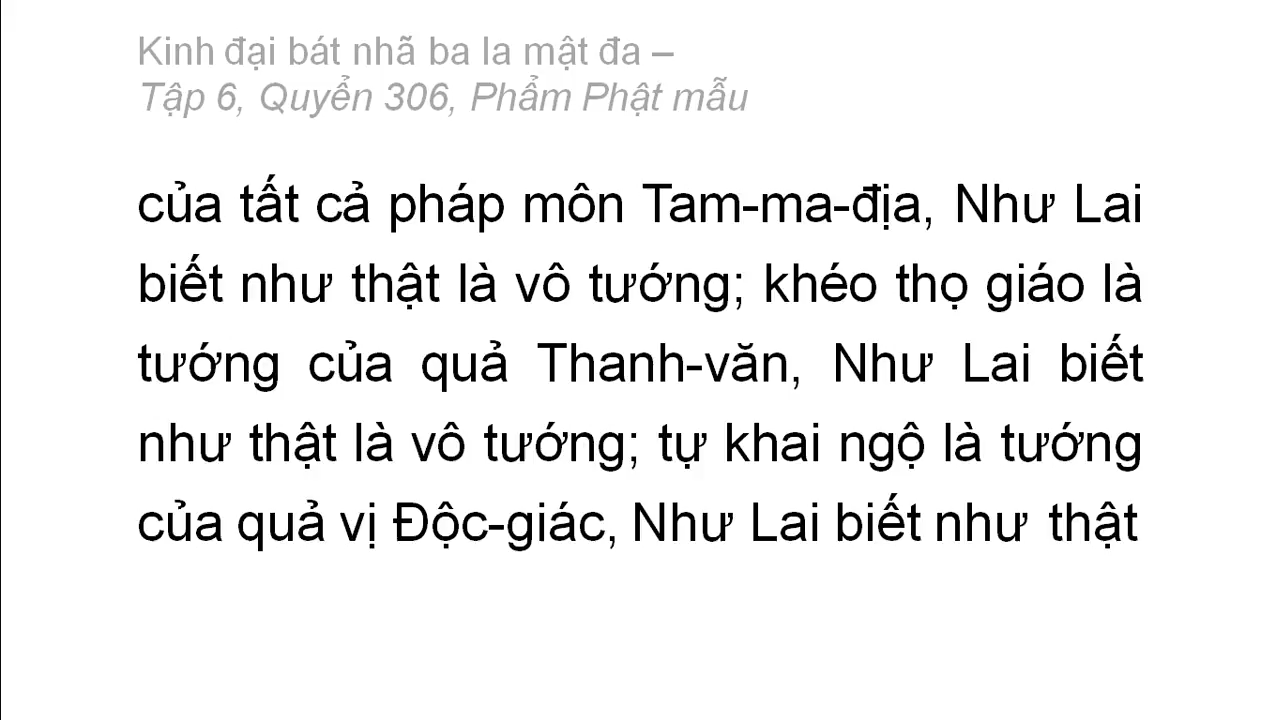 Kinh đại bát nhã ba la mật đa –
Tập 6, Quyển 306, Phẩm Phật mẫu
của tất cả pháp môn Tam-ma-địa, Như Lai
biết như thật là vô tướng; khéo thọ giáo là
tướng của quả Thanh-văn, Như Lai biết
như thật là vô tướng; tự khai ngộ là tướng
của quả vị Độc-giác, Như Lai biết như thật